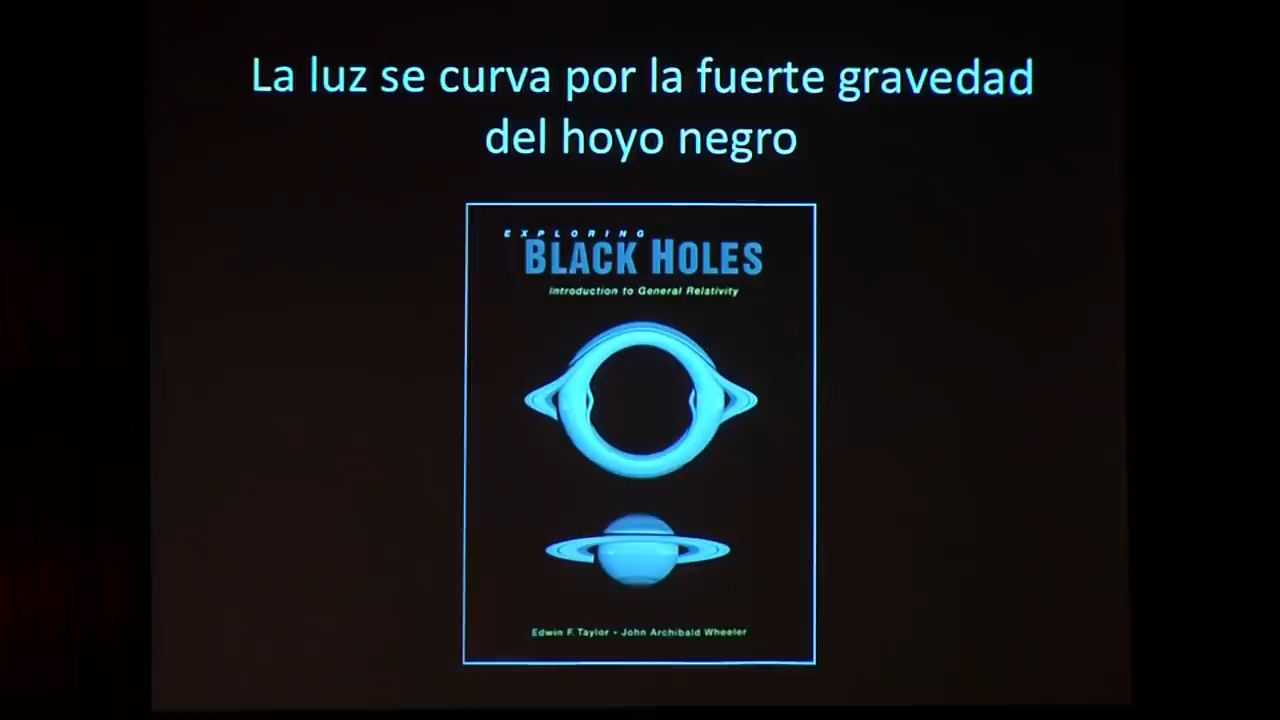 La luz se curva por la fuerte gravedad
del hoyo negro
EXPLORING
BLACK HOLES
Introduction to General Relativity
Edwin F. Taylor • John Archibald Wheeler